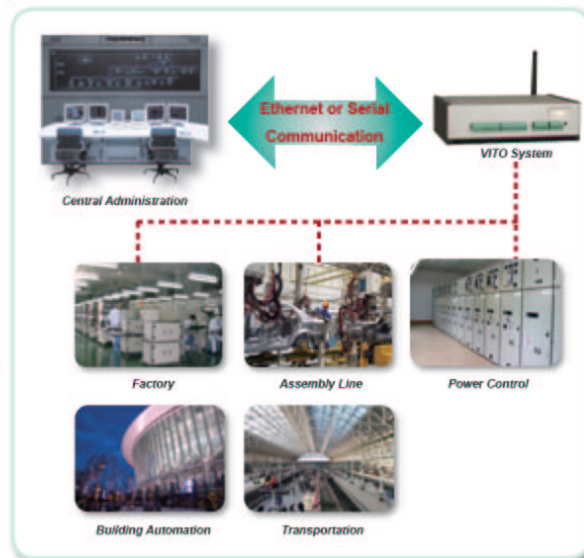 Ethernet or Serial
Communication
Central Administration
VITO System
Factory
Assembly Line
Power Control
Building Automation
Transportation